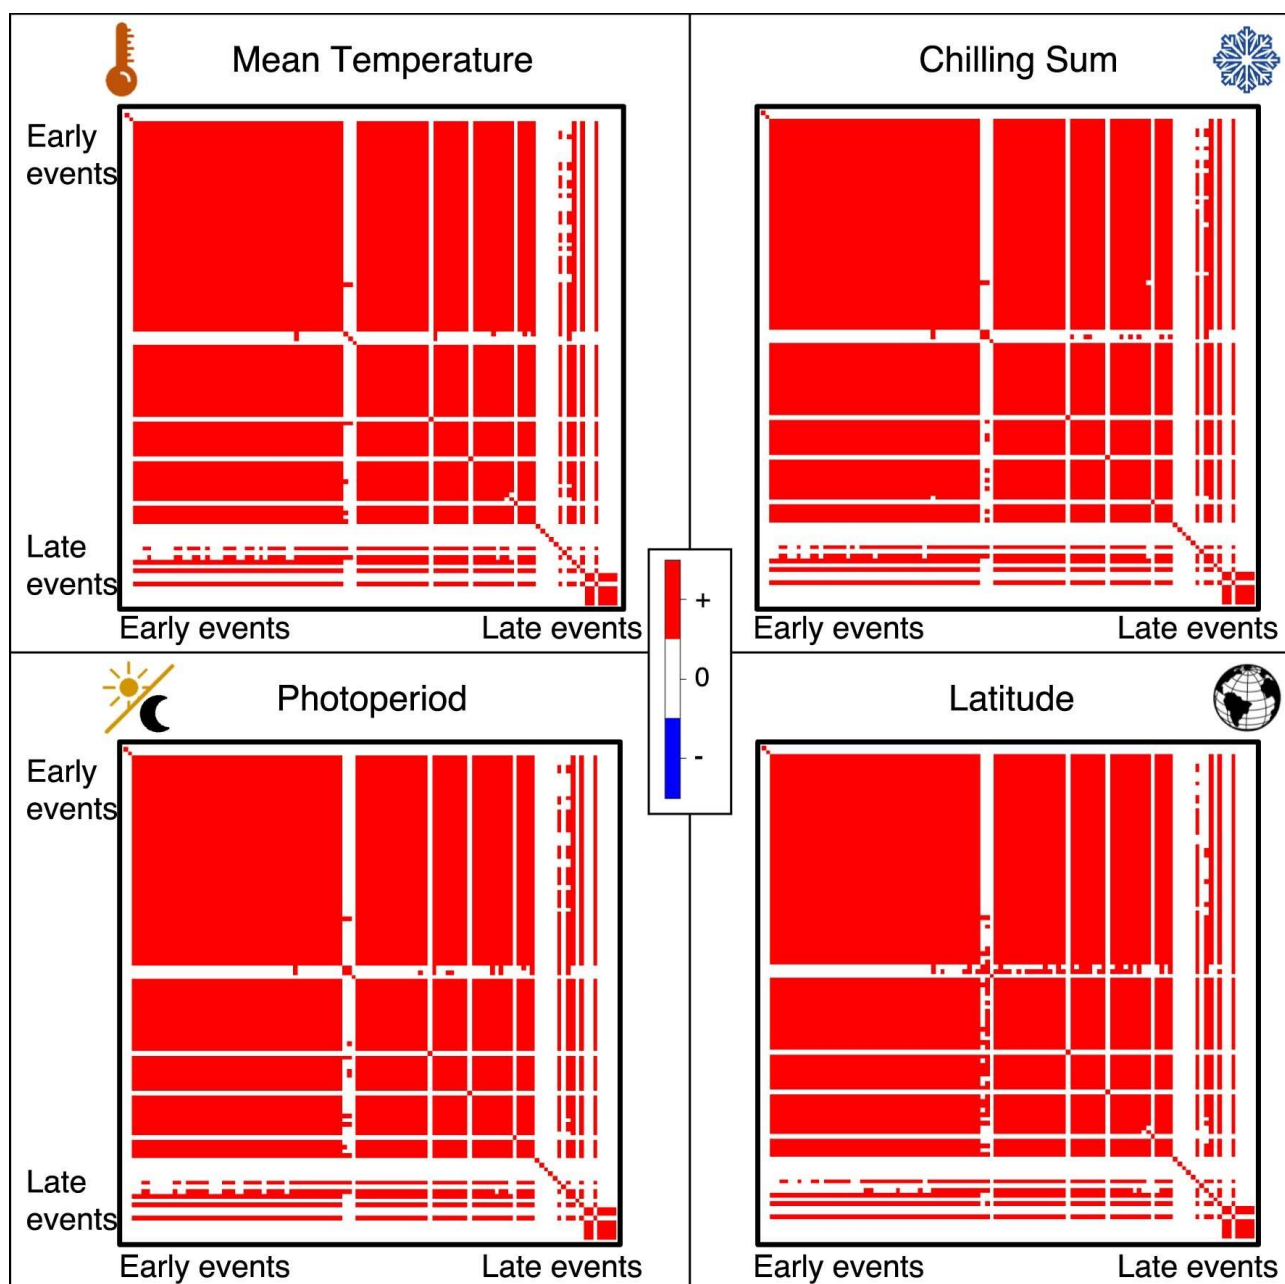 Mean Temperature
Chilling Sum
Early
events
Late
events
Early events
Late events
Early events
Late events
+
0
-
Photoperiod
Latitude
Early
events
Late
events
Early events
Late events
Early events
Late events